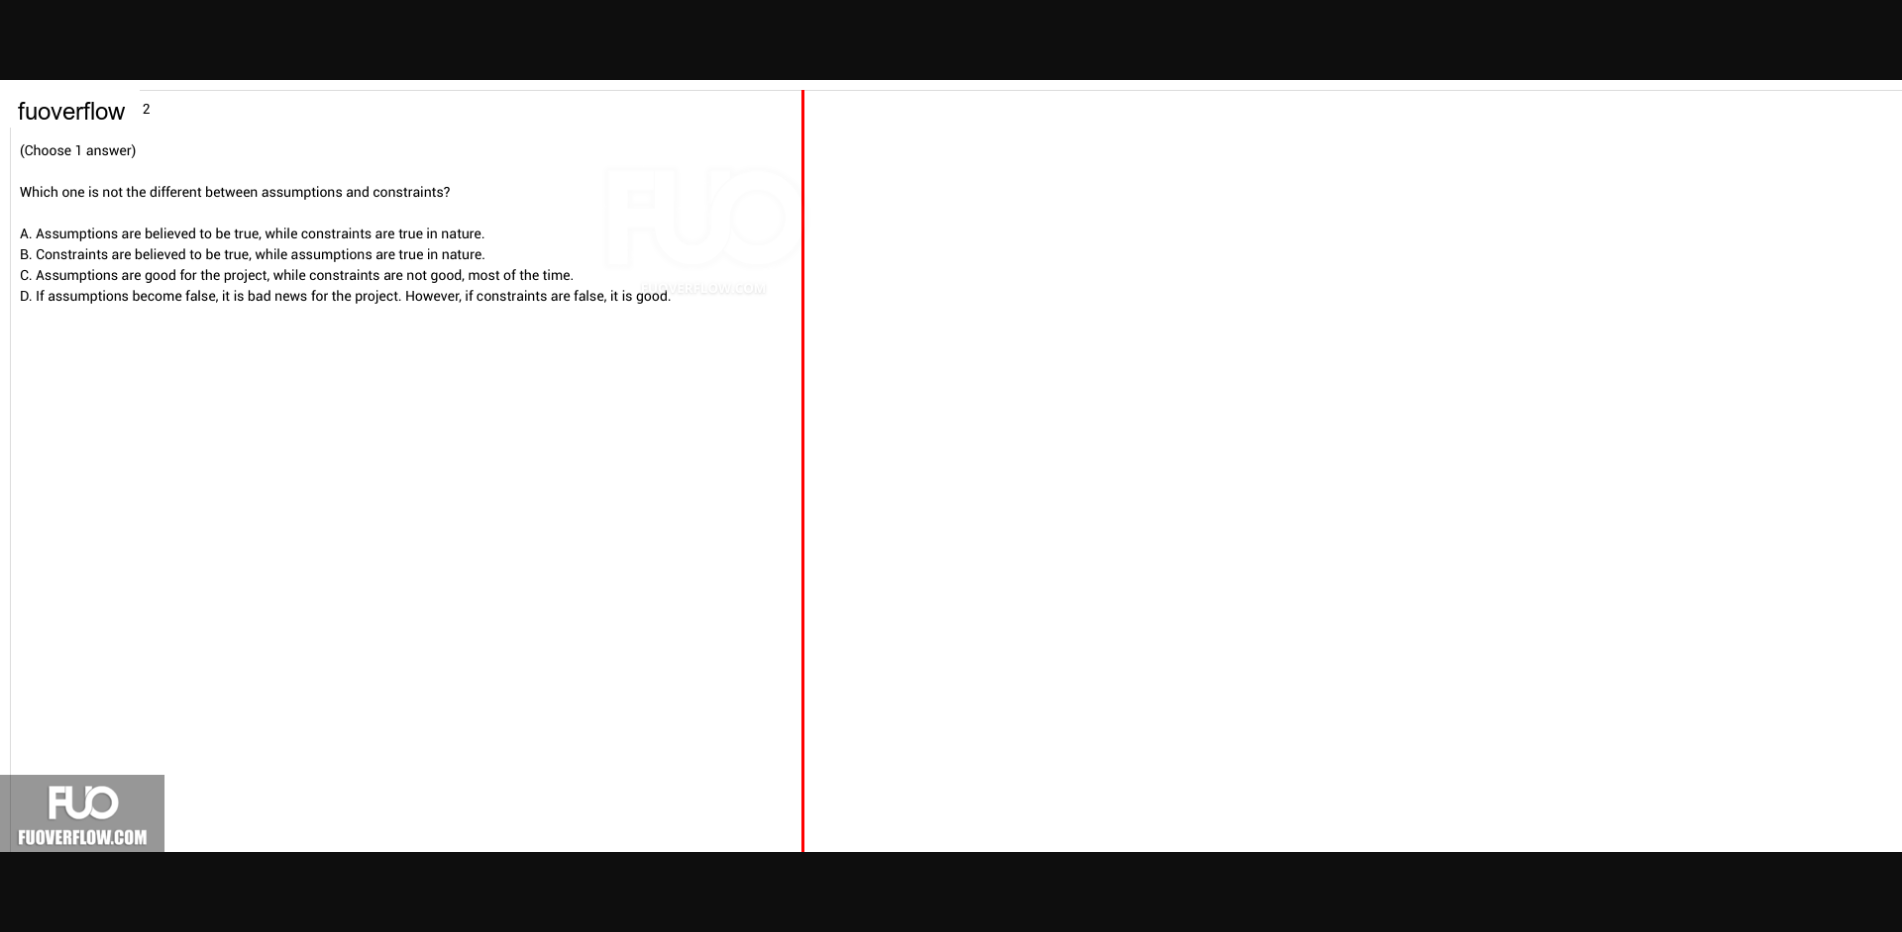 fuoverflow 2
(Choose 1 answer)
Which one is not the different between assumptions and constraints?
A. Assumptions are believed to be true, while constraints are true in nature.
B. Constraints are believed to be true, while assumptions are true in nature.
C. Assumptions are good for the project, while constraints are not good, most of the time.
D. If assumptions become false, it is bad news for the project. However, if constraints are false, it is good.
FUO
FUOVERFLOW.COM
FUO
FUOVERFLOW.COM